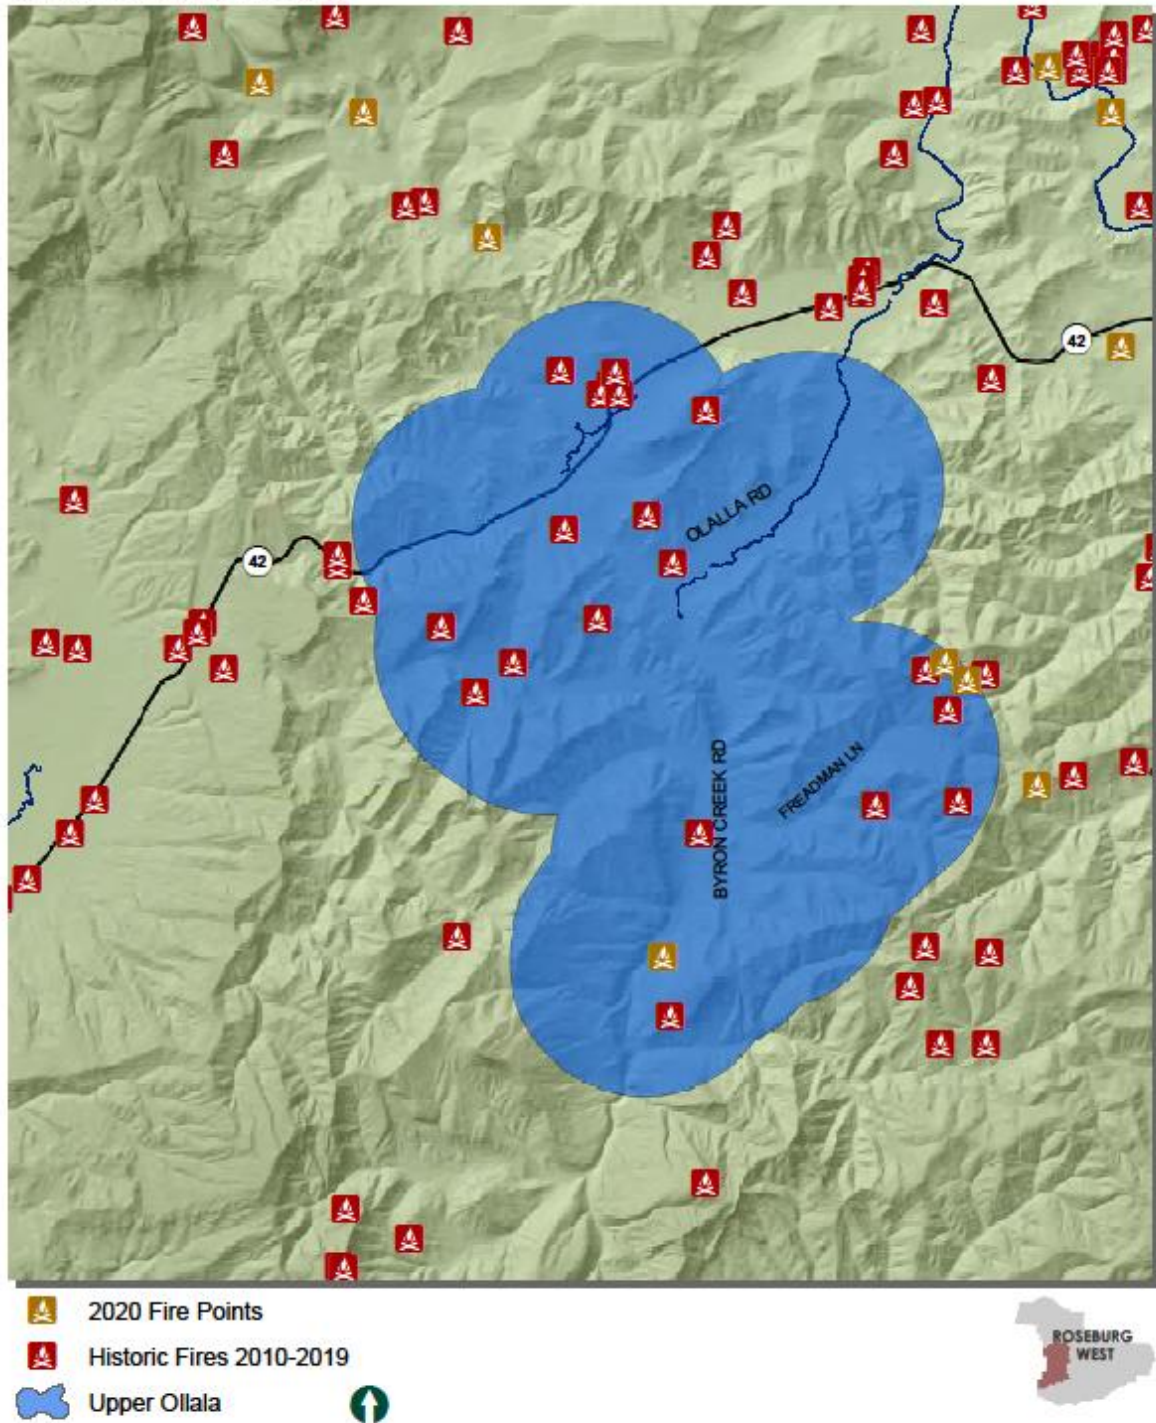 42
OLALLA RD
42
BYRON CREEK RD
FREADMAN LN
2020 Fire Points
Historic Fires 2010-2019
Upper Ollala
ROSEBURG
WEST